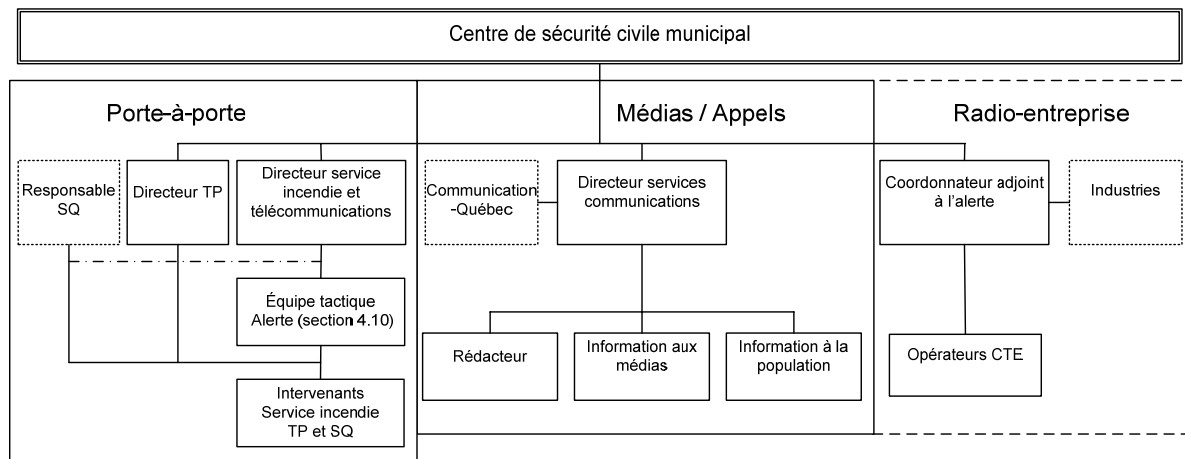 Centre de sécurité civile municipal
Porte-à-porte
Médias / Appels
Radio-entreprise
Responsable
SQ
Directeur TP
Directeur service
incendie et
télécommunications
Communication
-Québec
Directeur services
communications
Coordonnateur adjoint
à l'alerte
Industries
Équipe tactique
Alerte (section 4.10)
Rédacteur
Information aux
médias
Information à la
population
Opérateurs CTE
Intervenants
Service incendie
TP et SQ